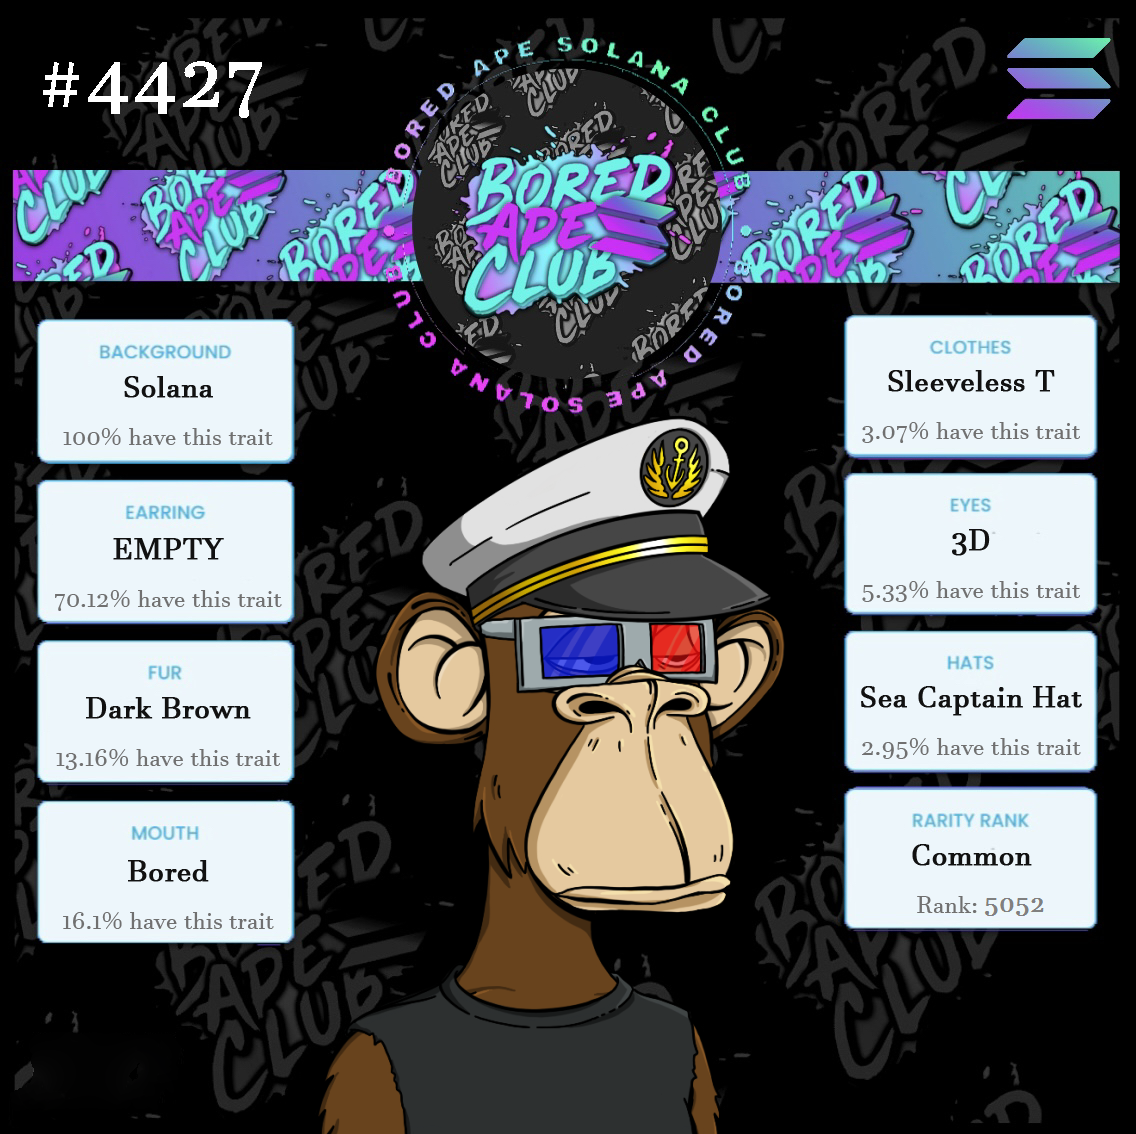 #4427
BORED APE SOLANA CLUB
BORED APE SOLANA CLUB
BORED
APE
CLUB
BACKGROUND
Solana
100% have this trait
EARRING
EMPTY
70.12% have this trait
FUR
Dark Brown
13.16% have this trait
MOUTH
Bored
16.1% have this trait
CLOTHES
Sleeveless T
3.07% have this trait
EYES
3D
5.33% have this trait
HATS
Sea Captain Hat
2.95% have this trait
RARITY RANK
Common
Rank: 5052